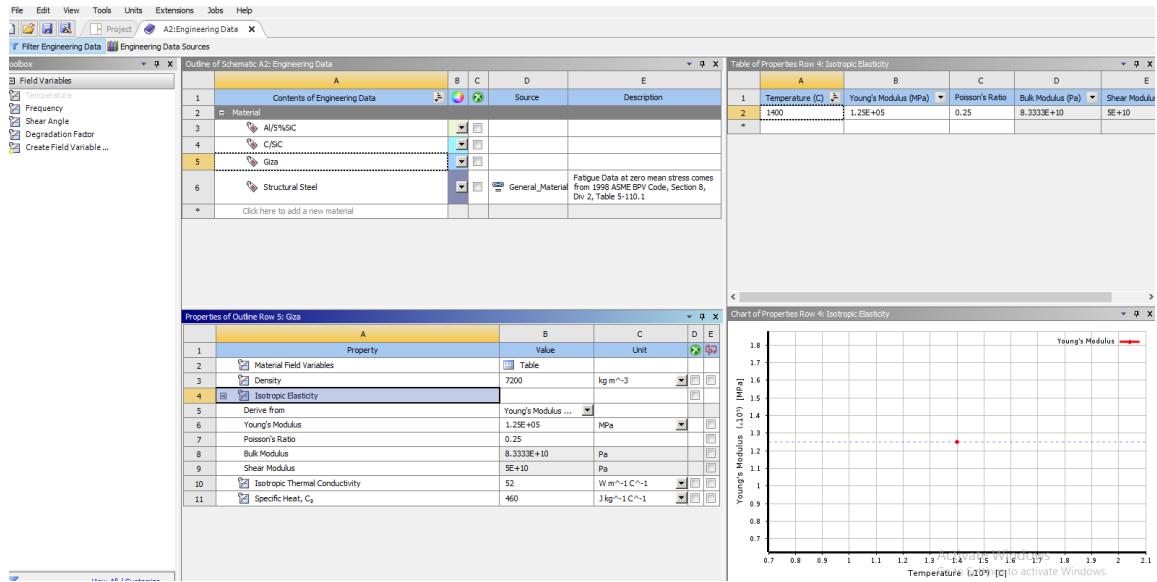 File Edit View Tools Units Extensions Jobs Help
Project A2:Engineering Data
Filter Engineering Data Engineering Data Sources
oolbox
Field Variables
Temperature
Frequency
Shear Angle
Degradation Factor
Create Field Variable ...
View All / Customize
Outline of Schematic A2: Engineering Data
A B C D E
1 Contents of Engineering Data Source Description
2 Material
3 Al/5%SiC
4 C/SiC
5 Giza
6 Structural Steel General_Material Fatigue Data at zero mean stress comes
from 1998 ASME BPV Code, Section 8,
Div 2, Table 5-110.1
* Click here to add a new material
Table of Properties Row 4: Isotropic Elasticity
A B C D E
1 Temperature (C) Young's Modulus (MPa) Poisson's Ratio Bulk Modulus (Pa) Shear Modulus
2 1400 1.25E+05 0.25 8.3333E+10 5E+10
*
Properties of Outline Row 5: Giza
A B C D E
1 Property Value Unit
2 Material Field Variables Table
3 Density 7200 kg m^-3
4 Isotropic Elasticity
5 Derive from Young's Modulus ...
6 Young's Modulus 1.25E+05 MPa
7 Poisson's Ratio 0.25
8 Bulk Modulus 8.3333E+10 Pa
9 Shear Modulus 5E+10 Pa
10 Isotropic Thermal Conductivity 52 W m^-1 C^-1
11 Specific Heat, Cₚ 460 J kg^-1 C^-1
Chart of Properties Row 4: Isotropic Elasticity
Young's Modulus
1.8
1.7
1.6
1.5
1.4
1.3
1.2
1.1
1
0.9
0.8
0.7
Young's Modulus (.10⁵) [MPa]
0.7 0.8 0.9 1 1.1 1.2 1.3 1.4 1.5 1.6 1.7 1.8 1.9 2 2.1
Temperature (.10³) [C]
Activate Windows
Go to Settings to activate Windows.